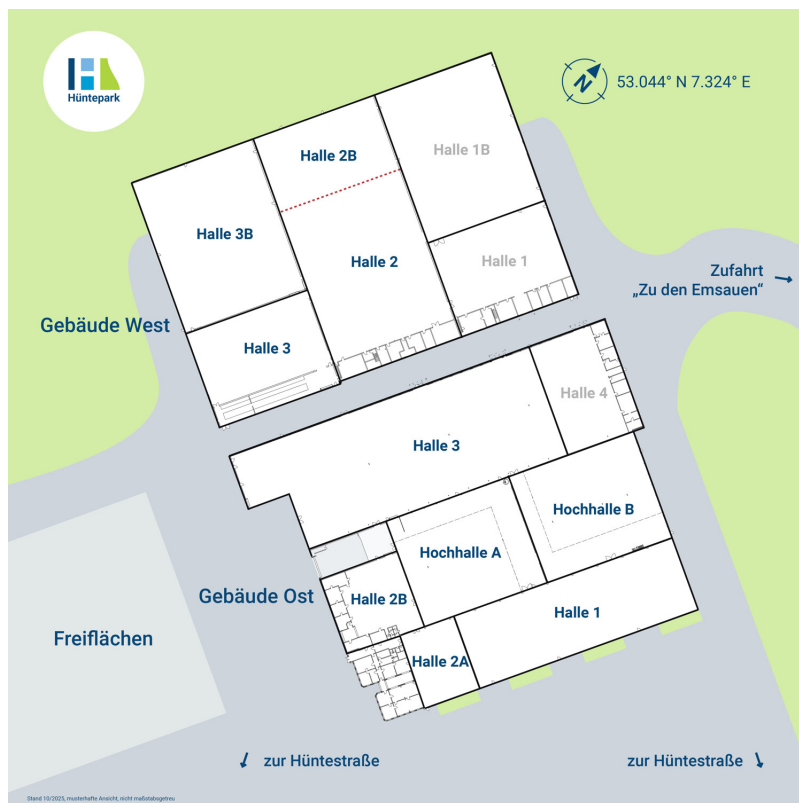 Hüntepark
N
53.044° N 7.324° E
Halle 2B
Halle 1B
Halle 3B
Halle 2
Halle 1
Zufahrt
„Zu den Emsauen“
Gebäude West
Halle 3
Halle 4
Halle 3
Hochhalle B
Hochhalle A
Gebäude Ost
Halle 2B
Halle 1
Freiflächen
Halle 2A
zur Hüntestraße
zur Hüntestraße
Stand 10/2025, musterhafte Ansicht, nicht maßstabsgetreu